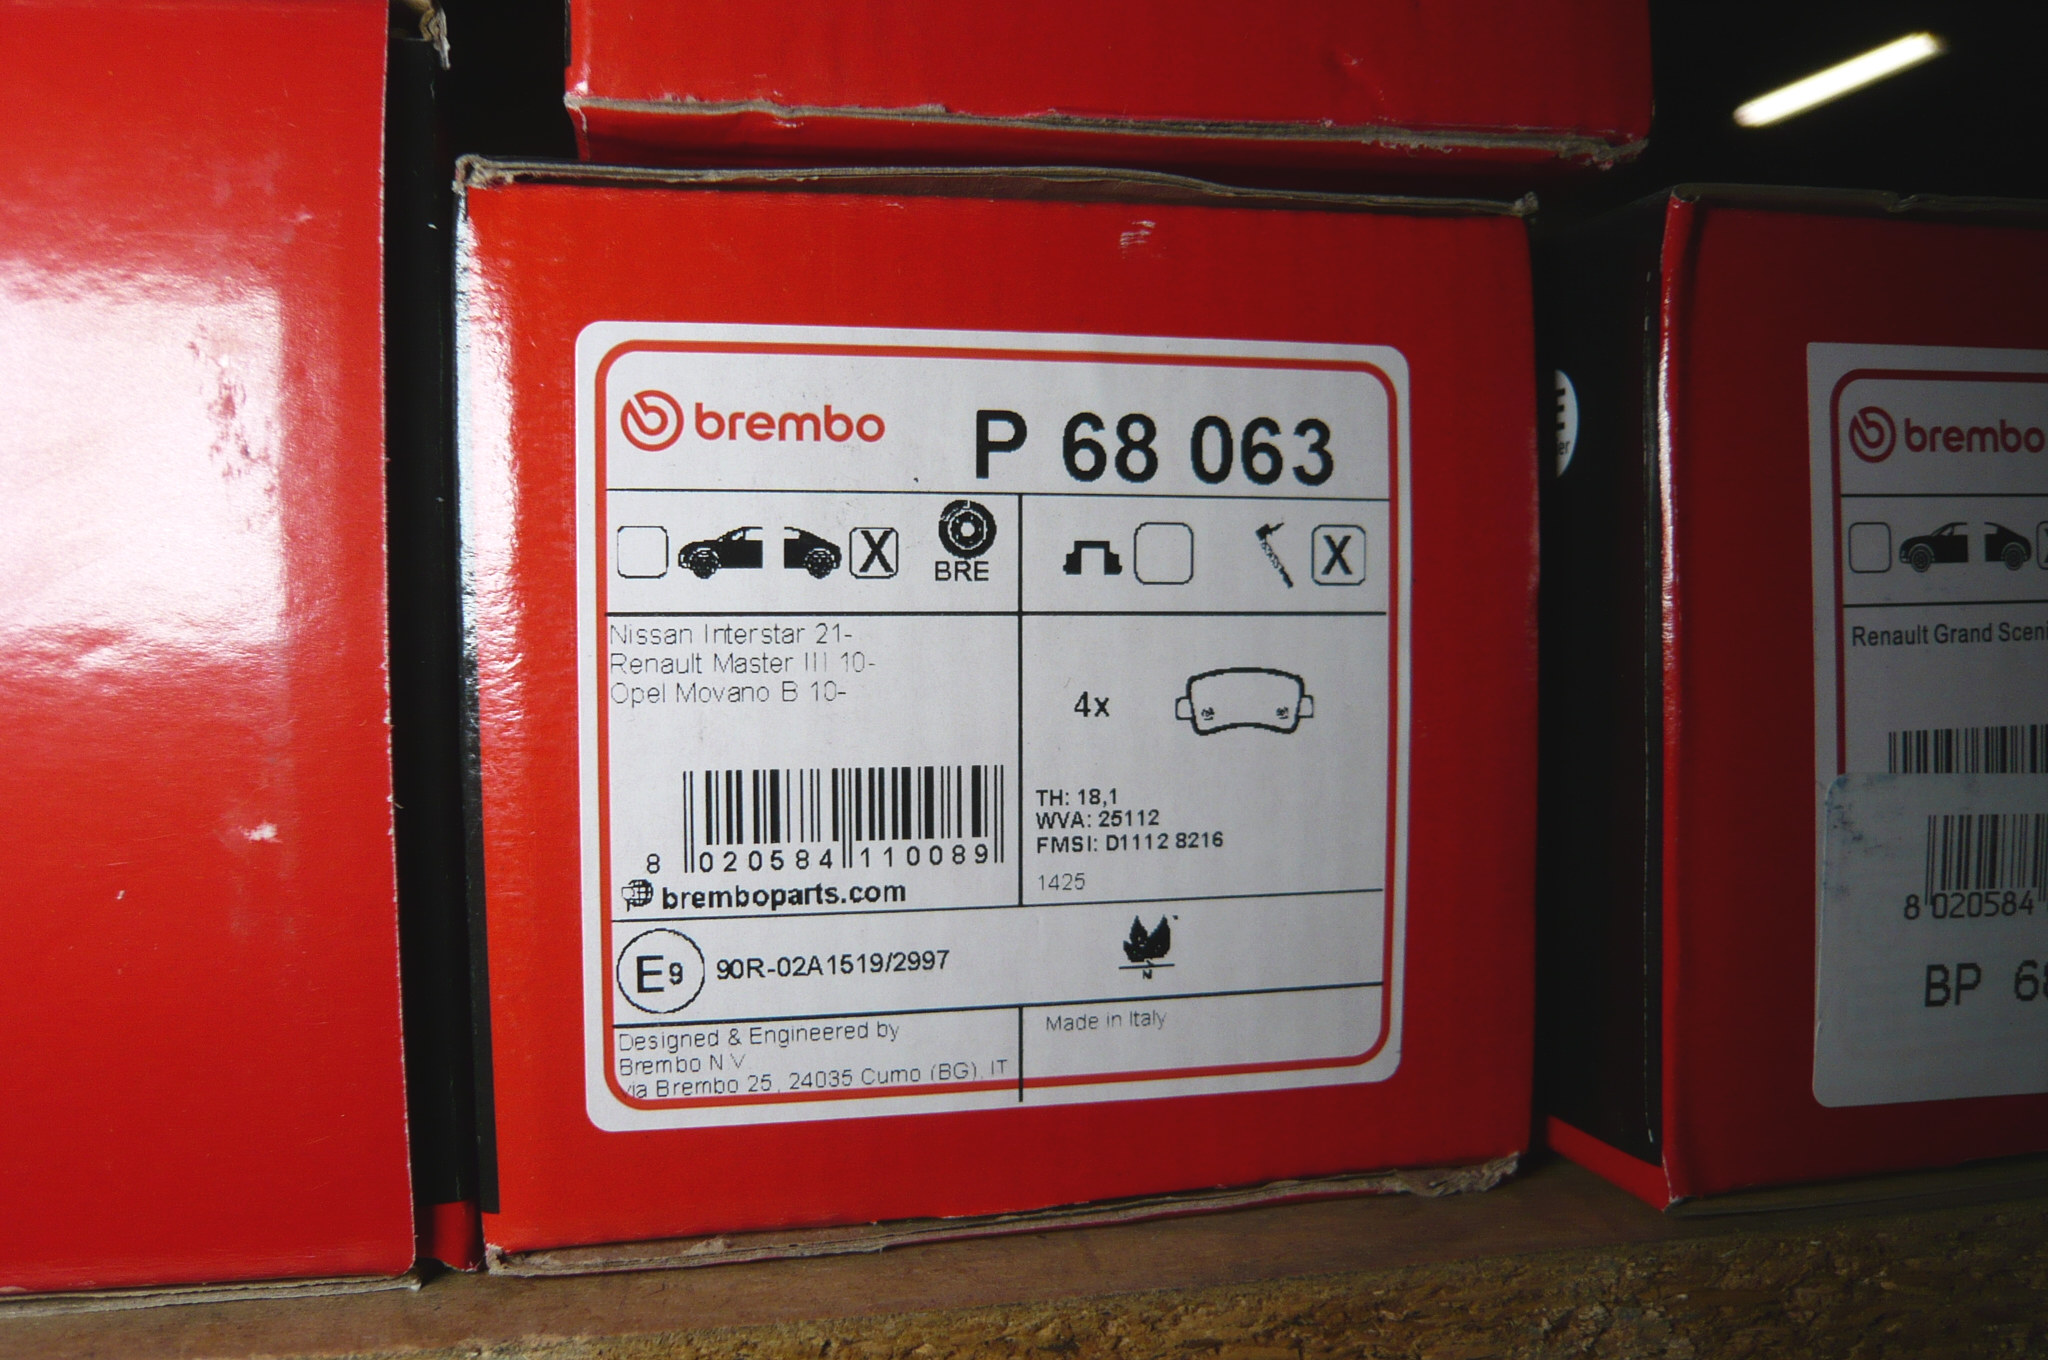 brembo
P 68 063
X
BRE
X
Nissan Interstar 21-
Renault Master III 10-
Opel Movano B 10-
4x
TH: 18,1
WVA: 25112
FMSI: D1112 8216
1425
8 020584 110089
bremboparts.com
E9
90R-02A1519/2997
N
Designed & Engineered by
Brembo N.V.
via Brembo 25, 24035 Curno (BG), IT
Made in Italy
brembo
Renault Grand
8 020584
BP